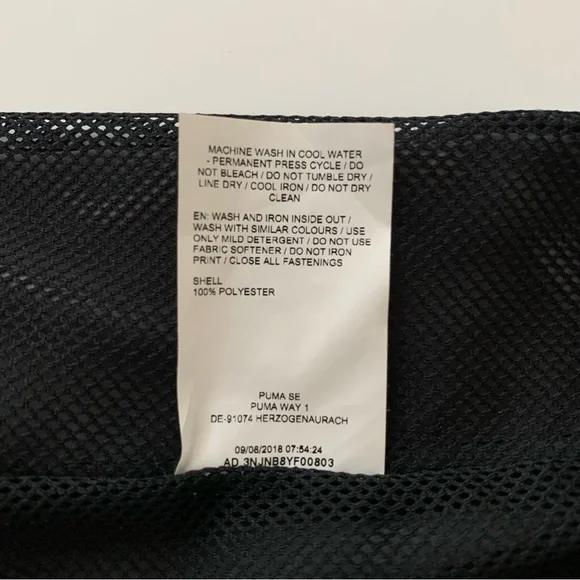 MACHINE WASH IN COOL WATER
- PERMANENT PRESS CYCLE / DO
NOT BLEACH / DO NOT TUMBLE DRY /
LINE DRY / COOL IRON / DO NOT DRY
CLEAN
EN: WASH AND IRON INSIDE OUT /
WASH WITH SIMILAR COLOURS / USE
ONLY MILD DETERGENT / DO NOT USE
FABRIC SOFTENER / DO NOT IRON
PRINT / CLOSE ALL FASTENINGS
SHELL
100% POLYESTER
PUMA SE
PUMA WAY 1
DE-91074 HERZOGENAURACH
09/08/2018 07:54:24
AD 3NJNB8YF00803